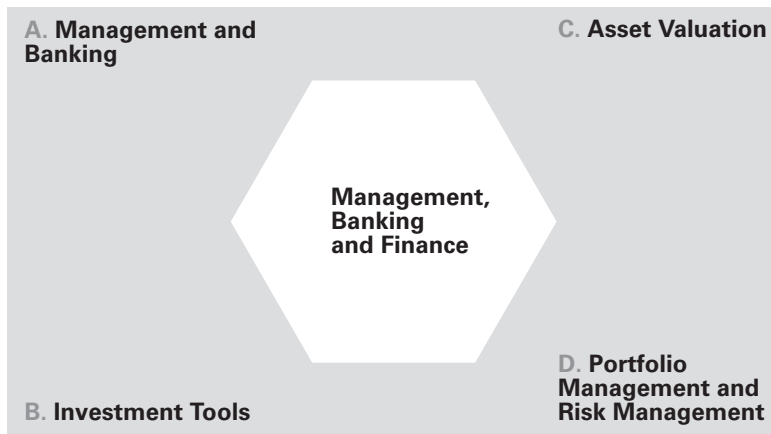 A. Management and
Banking
C. Asset Valuation
Management,
Banking
and Finance
B. Investment Tools
D. Portfolio
Management and
Risk Management